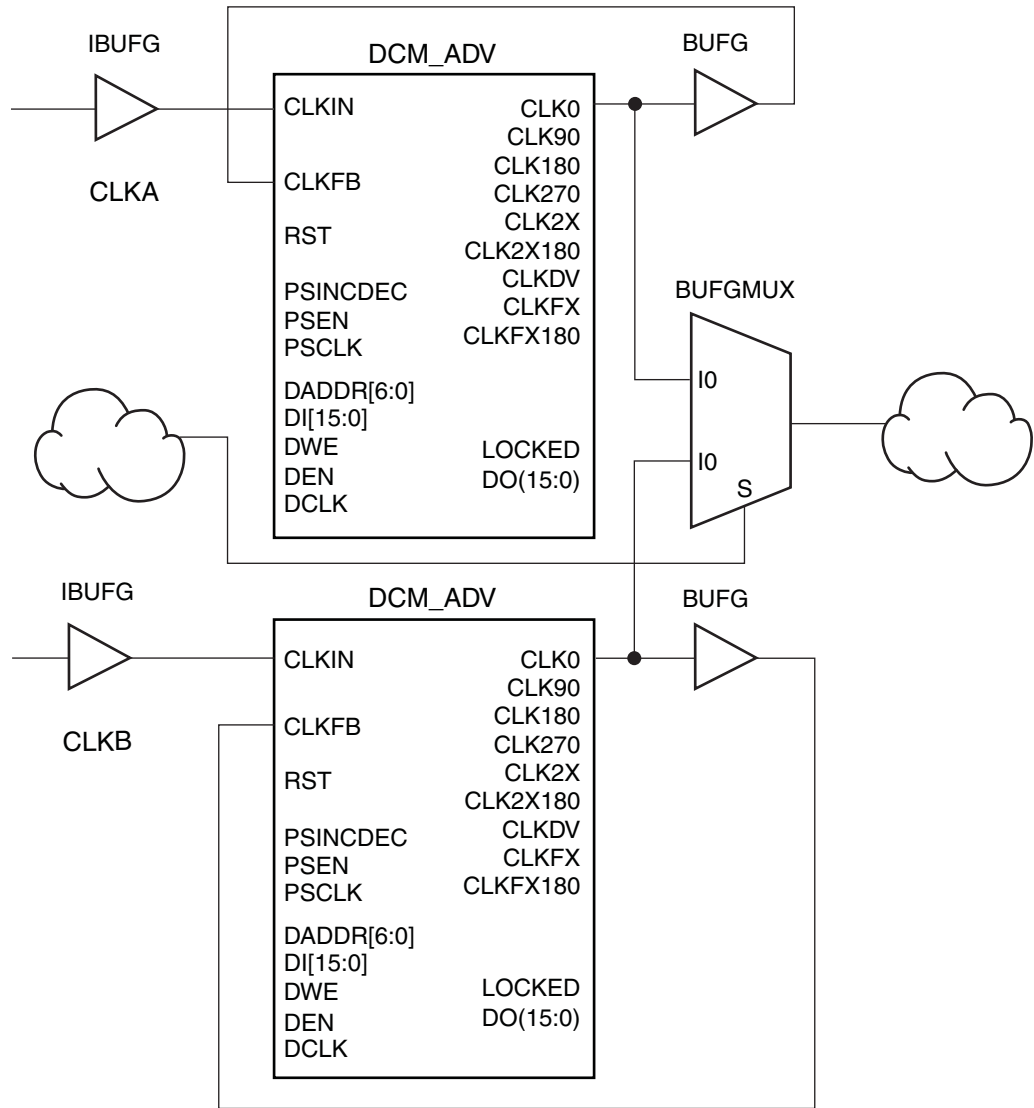 IBUFG
CLKA
DCM_ADV
CLKIN
CLKFB
RST
PSINCDEC
PSEN
PSCLK
DADDR[6:0]
DI[15:0]
DWE
DEN
DCLK
CLK0
CLK90
CLK180
CLK270
CLK2X
CLK2X180
CLKDV
CLKFX
CLKFX180
LOCKED
DO(15:0)
BUFG
BUFGMUX
I0
I0
S
IBUFG
CLKB
DCM_ADV
CLKIN
CLKFB
RST
PSINCDEC
PSEN
PSCLK
DADDR[6:0]
DI[15:0]
DWE
DEN
DCLK
CLK0
CLK90
CLK180
CLK270
CLK2X
CLK2X180
CLKDV
CLKFX
CLKFX180
LOCKED
DO(15:0)
BUFG